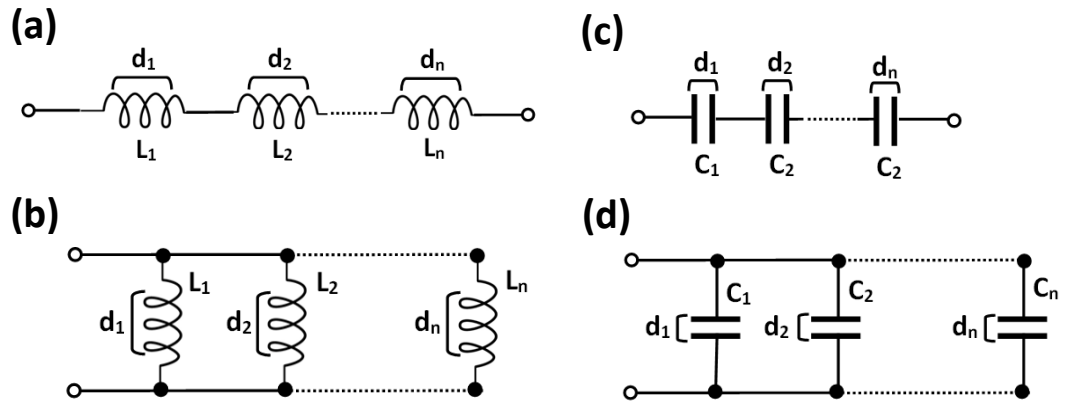 (a)
d₁ d₂ dₙ
L₁ L₂ Lₙ
(c)
d₁ d₂ dₙ
C₁ C₂ C₂
(b)
L₁ L₂ Lₙ
d₁ d₂ dₙ
(d)
C₁ C₂ Cₙ
d₁ d₂ dₙ